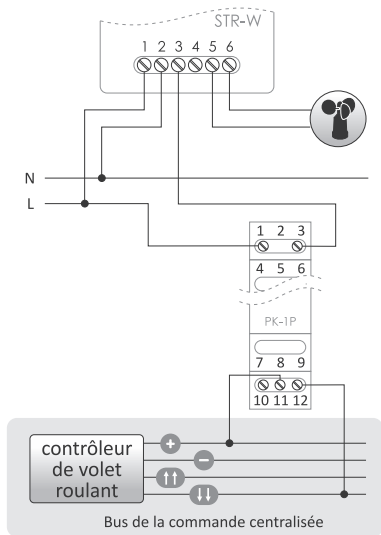 STR-W
1 2 3 4 5 6
N
L
1 2 3
4 5 6
PK-1P
7 8 9
10 11 12
contrôleur
de volet
roulant
+
−
↑↑
↓↓
Bus de la commande centralisée